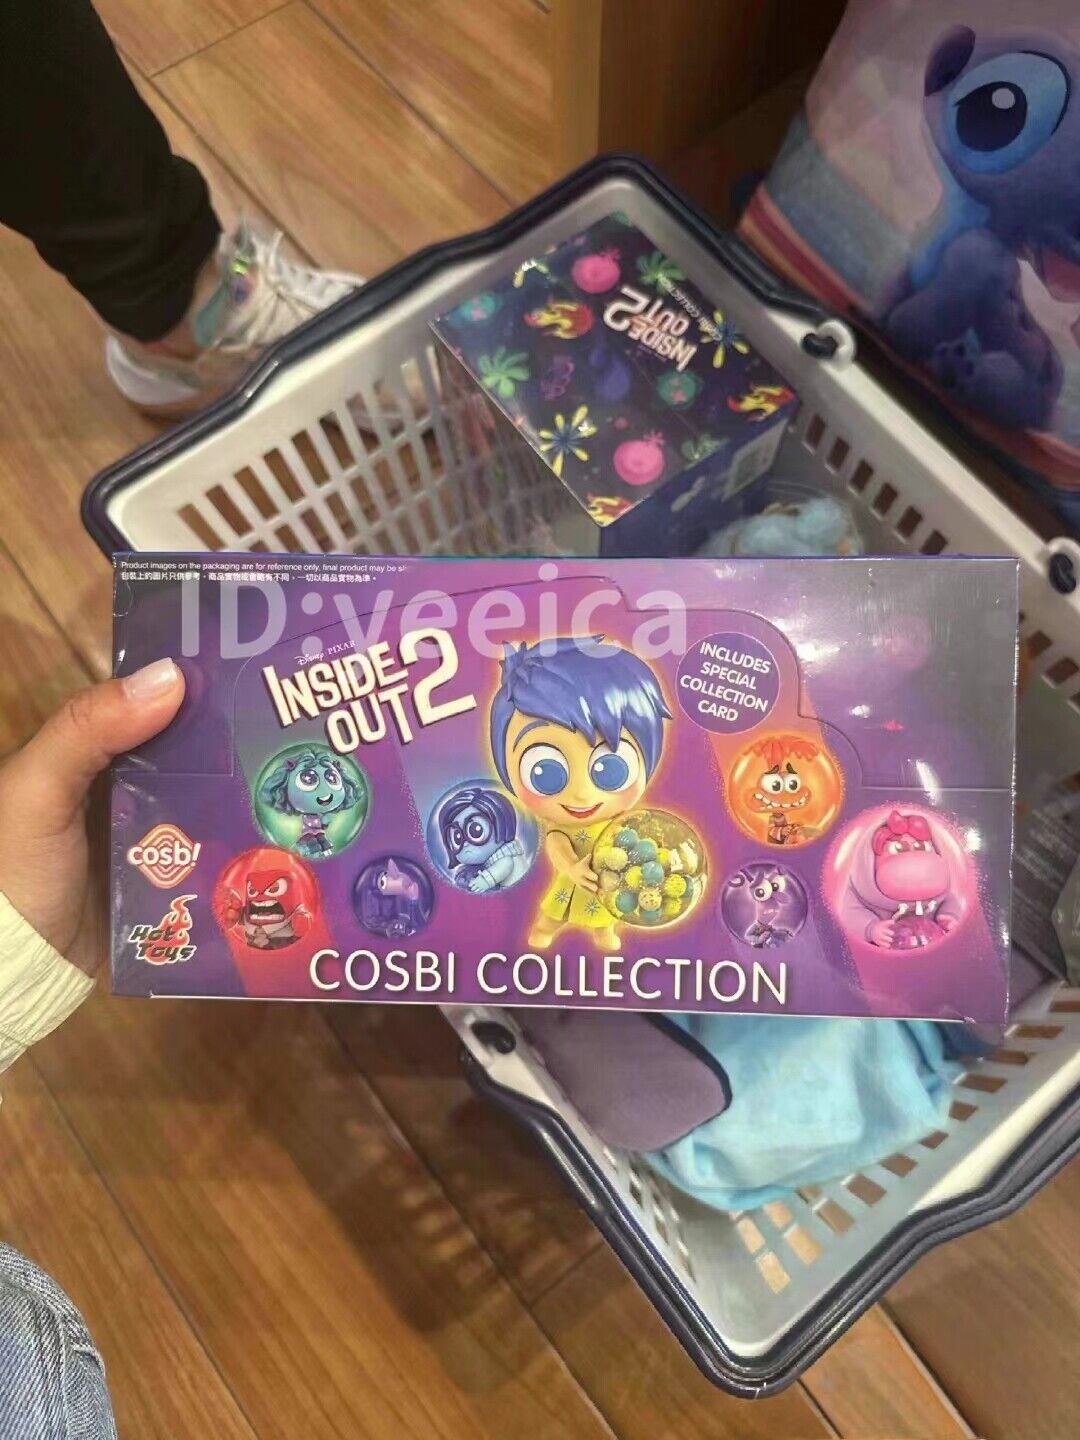 INSIDE
OUT 2
COSBI COLLECTION
Product images on the packaging are for reference only, final product may be
包裝上的圖片只供參考，商品實物或會略有不同，一切以商品實物為準。
ID:veeica
Disney PIXAR
INSIDE
OUT 2
INCLUDES
SPECIAL
COLLECTION
CARD
cosb!
Hot
Toys
COSBI COLLECTION